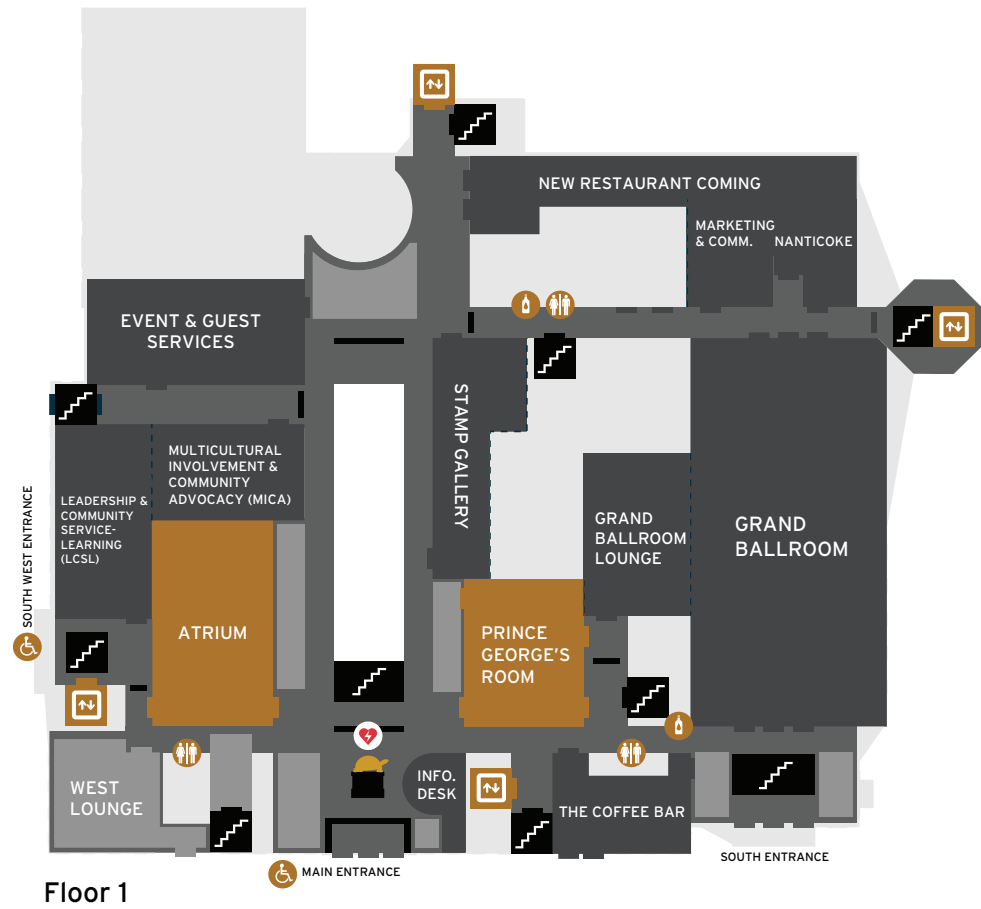 NEW RESTAURANT COMING
MARKETING
& COMM.
NANTICOKE
EVENT & GUEST
SERVICES
STAMP GALLERY
MULTICULTURAL
INVOLVEMENT &
COMMUNITY
ADVOCACY (MICA)
LEADERSHIP &
COMMUNITY
SERVICE-
LEARNING
(LCSL)
SOUTH WEST ENTRANCE
GRAND
BALLROOM
LOUNGE
GRAND
BALLROOM
ATRIUM
PRINCE
GEORGE'S
ROOM
WEST
LOUNGE
INFO.
DESK
THE COFFEE BAR
SOUTH ENTRANCE
MAIN ENTRANCE
Floor 1